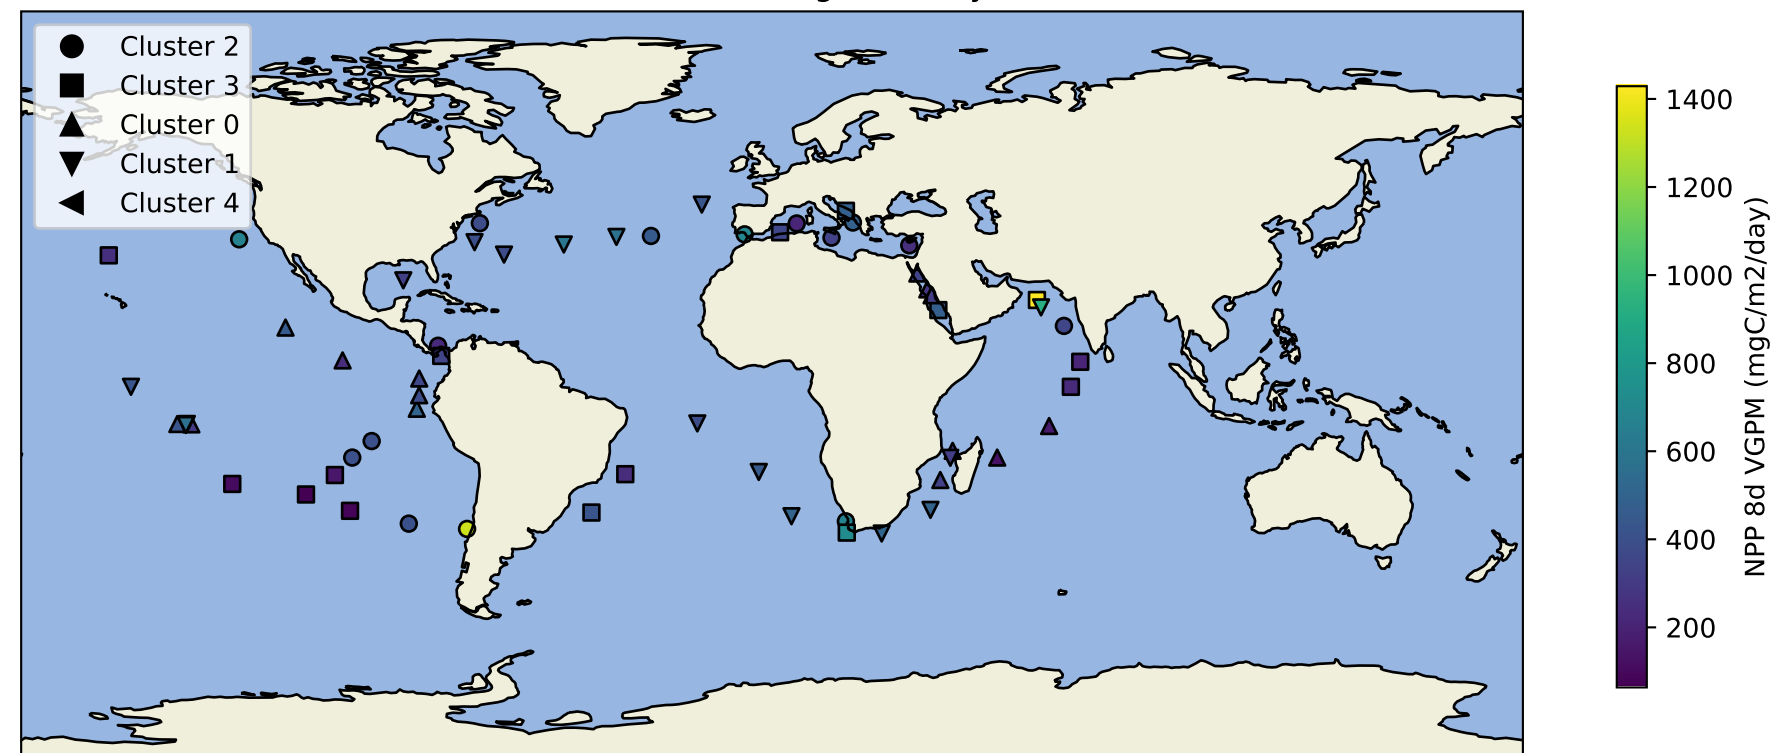 Cluster 2
Cluster 3
Cluster 0
Cluster 1
Cluster 4
1400
1200
1000
800
600
400
200
NPP 8d VGPM (mgC/m2/day)